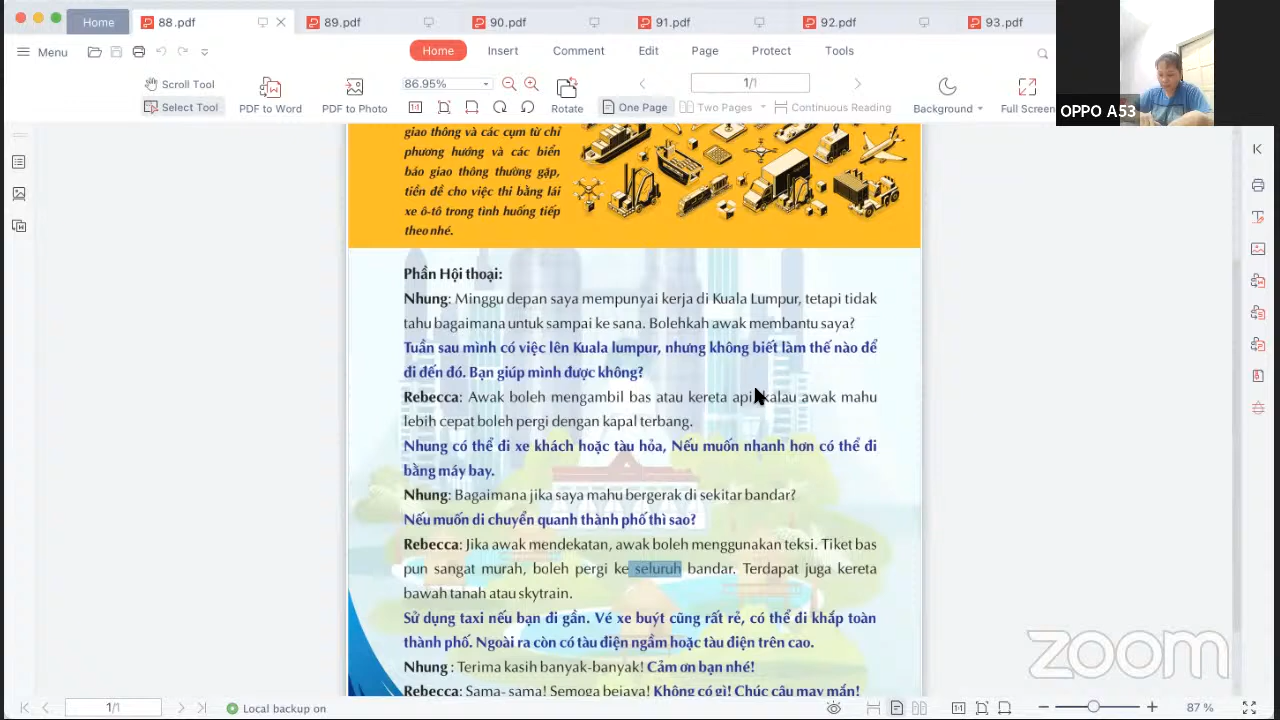 Home
88.pdf
89.pdf
90.pdf
91.pdf
92.pdf
93.pdf
Menu
Home
Insert
Comment
Edit
Page
Protect
Tools
Scroll Tool
Select Tool
PDF to Word
PDF to Photo
86.95%
Rotate
1/1
One Page
Two Pages
Continuous Reading
Background
Full Screen
OPPO A53
giao thông và các cụm từ chỉ
phương hướng và các biển
báo giao thông thường gặp,
tiền đề cho việc thi bằng lái
xe ô-tô trong tình huống tiếp
theo nhé.
Phần Hội thoại:
Nhung: Minggu depan saya mempunyai kerja di Kuala Lumpur, tetapi tidak
tahu bagaimana untuk sampai ke sana. Bolehkah awak membantu saya?
Tuần sau mình có việc lên Kuala lumpur, nhưng không biết làm thế nào để
đi đến đó. Bạn giúp mình được không?
Rebecca: Awak boleh mengambil bas atau kereta api, kalau awak mahu
lebih cepat boleh pergi dengan kapal terbang.
Nhung có thể đi xe khách hoặc tàu hỏa, Nếu muốn nhanh hơn có thể đi
bằng máy bay.
Nhung: Bagaimana jika saya mahu bergerak di sekitar bandar?
Nếu muốn di chuyển quanh thành phố thì sao?
Rebecca: Jika awak mendekatan, awak boleh menggunakan teksi. Tiket bas
pun sangat murah, boleh pergi ke seluruh bandar. Terdapat juga kereta
bawah tanah atau skytrain.
Sử dụng taxi nếu bạn đi gần. Vé xe buýt cũng rất rẻ, có thể đi khắp toàn
thành phố. Ngoài ra còn có tàu điện ngầm hoặc tàu điện trên cao.
Nhung : Terima kasih banyak-banyak! Cảm ơn bạn nhé!
Rebecca: Sama- sama! Semoga bejaya! Không có gì! Chúc cậu may mắn!
zoom
1/1
Local backup on
87 %